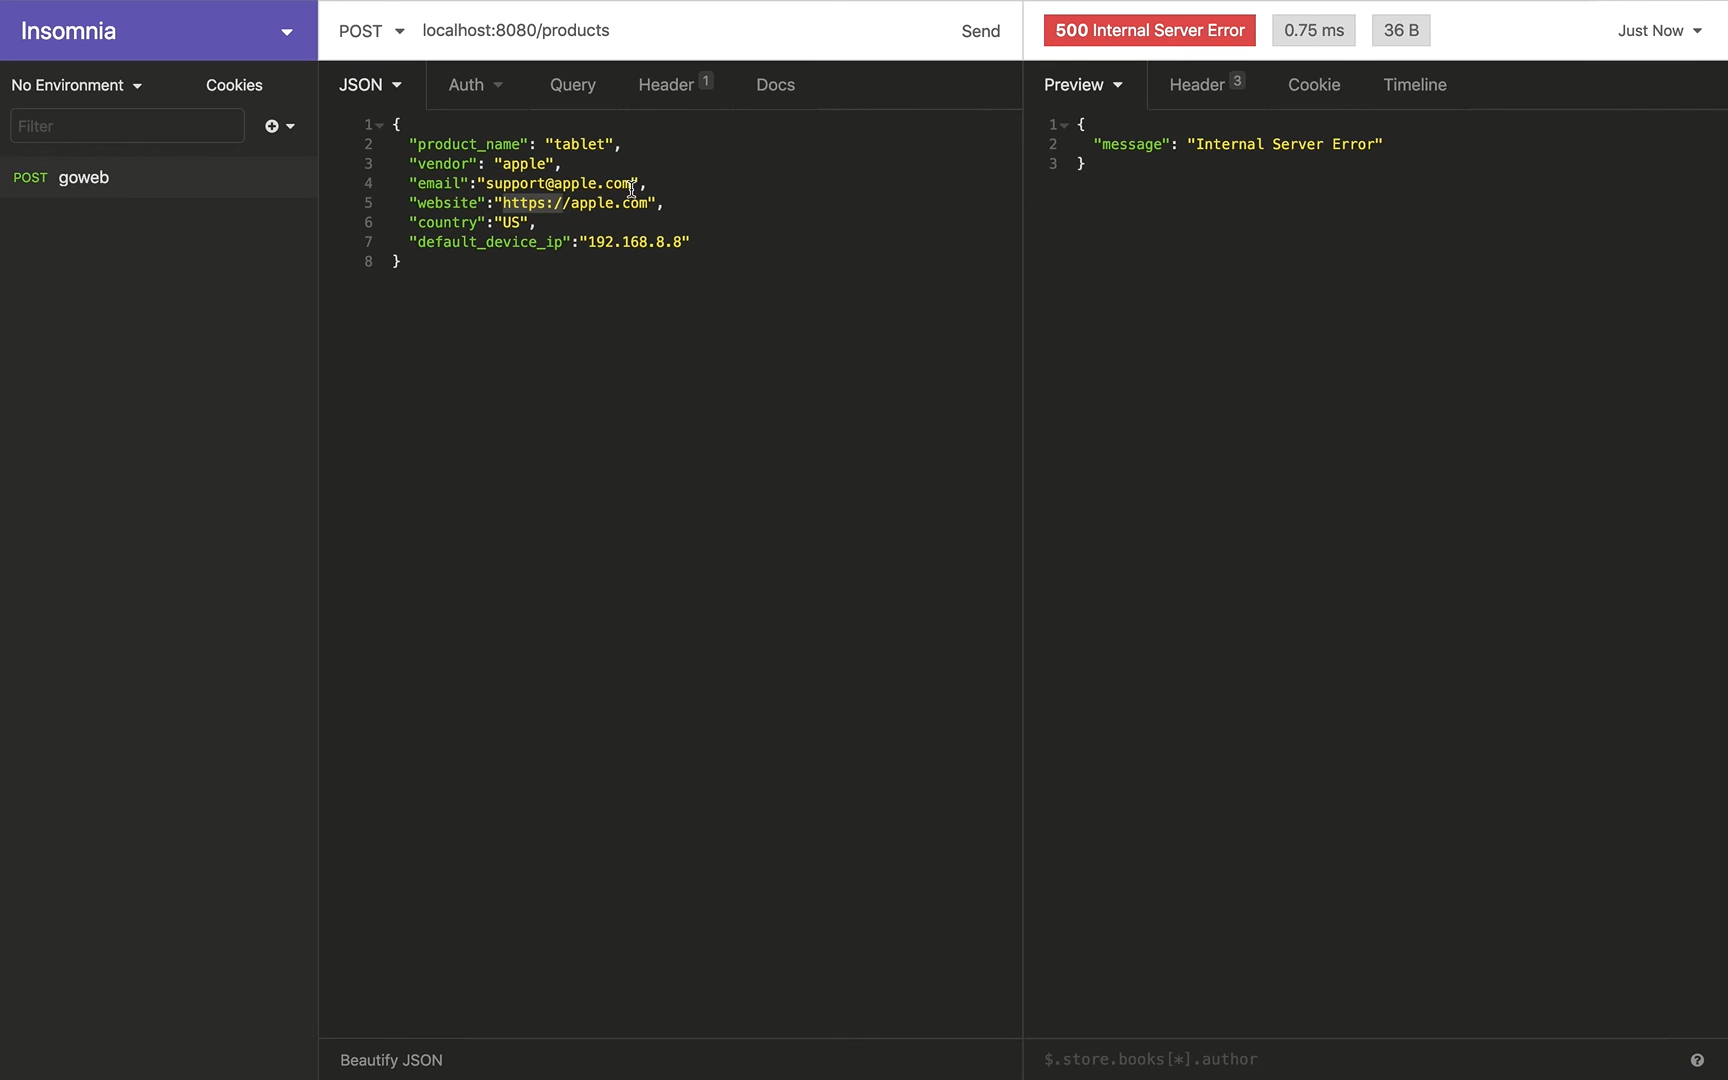 Insomnia
POST localhost:8080/products Send
500 Internal Server Error 0.75 ms 36 B Just Now
No Environment Cookies
Filter
POST goweb
JSON Auth Query Header 1 Docs
1 {
2 "product_name": "tablet",
3 "vendor": "apple",
4 "email":"support@apple.com",
5 "website":"https://apple.com",
6 "country":"US",
7 "default_device_ip":"192.168.8.8"
8 }
Beautify JSON
Preview Header 3 Cookie Timeline
1 {
2 "message": "Internal Server Error"
3 }
$.store.books[*].author
?